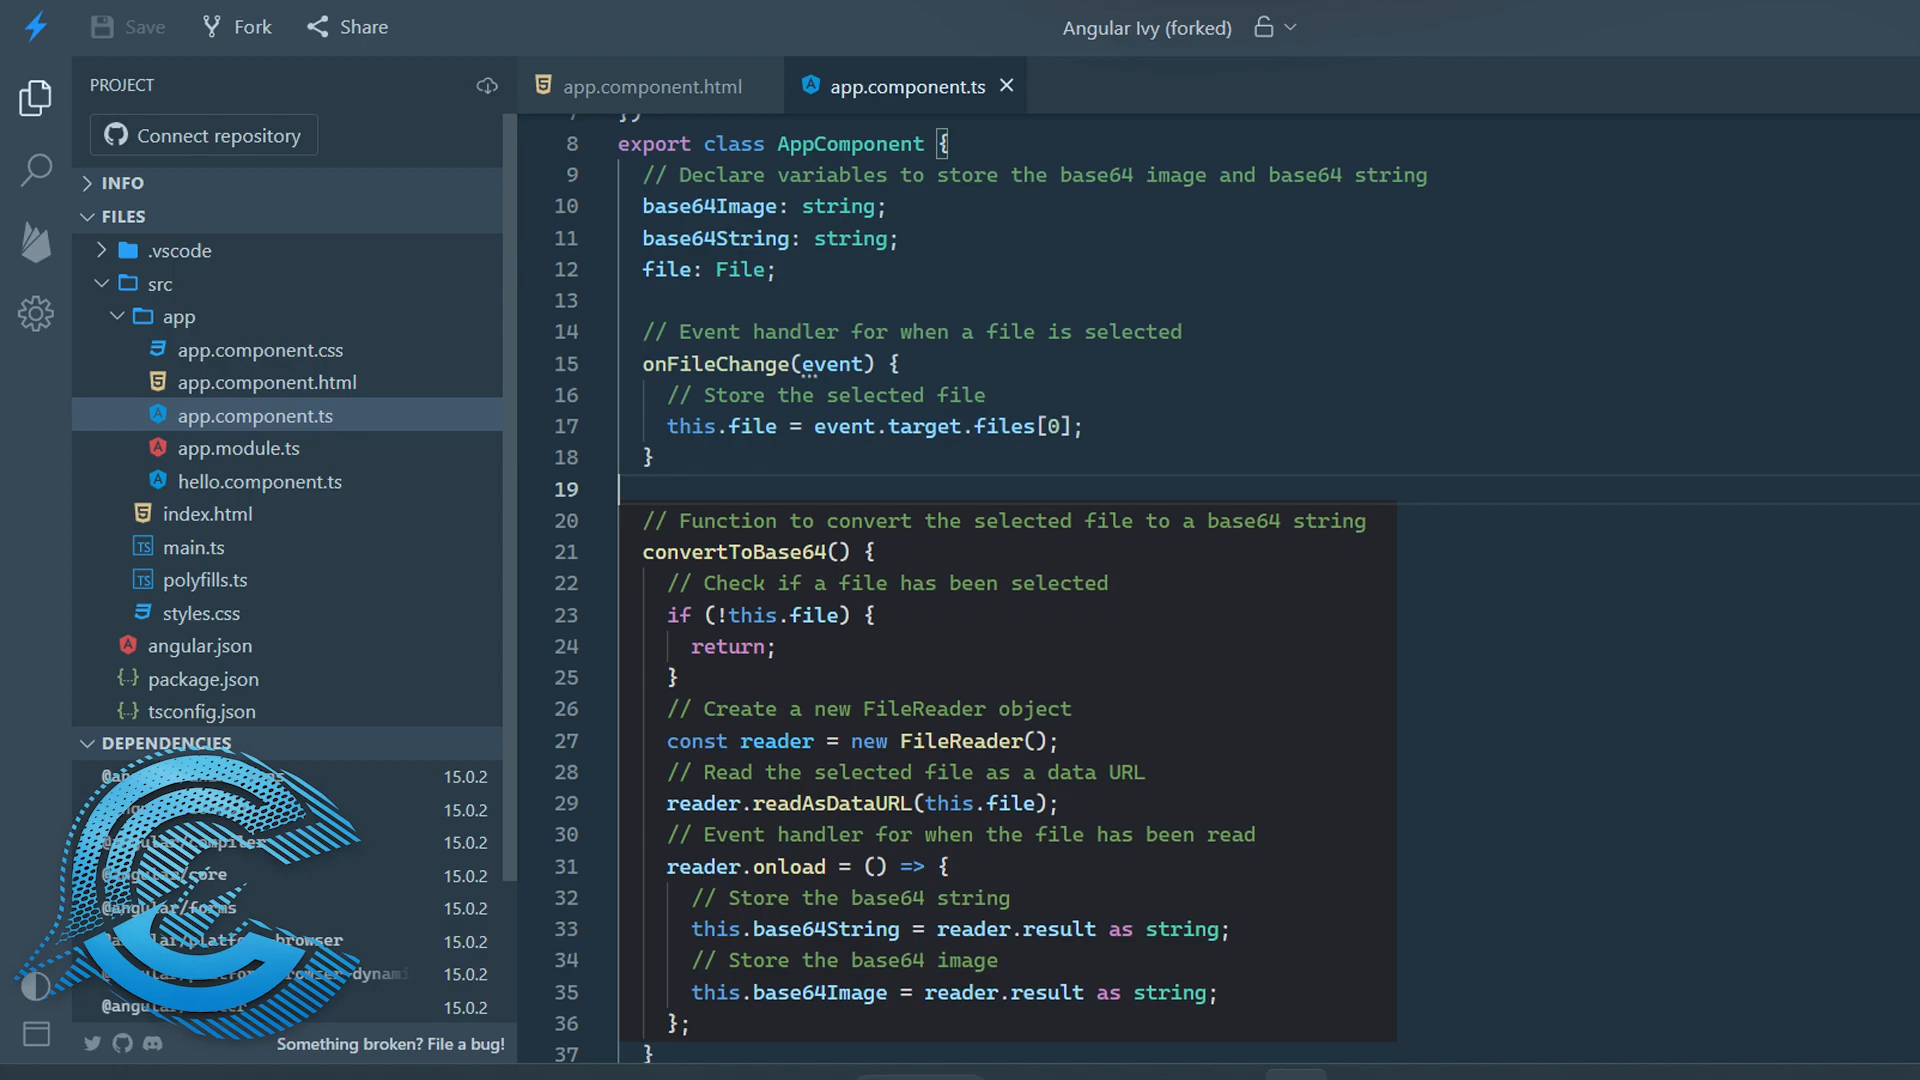 Save Fork Share
Angular Ivy (forked)
PROJECT
Connect repository
INFO
FILES
.vscode
src
app
app.component.css
app.component.html
app.component.ts
app.module.ts
hello.component.ts
index.html
main.ts
polyfills.ts
styles.css
angular.json
package.json
tsconfig.json
DEPENDENCIES
15.0.2
15.0.2
@angular/compiler 15.0.2
@angular/core 15.0.2
@angular/forms 15.0.2
15.0.2
15.0.2
15.0.2
Something broken? File a bug!
app.component.html app.component.ts
7 })
8 export class AppComponent {
9 // Declare variables to store the base64 image and base64 string
10 base64Image: string;
11 base64String: string;
12 file: File;
13
14 // Event handler for when a file is selected
15 onFileChange(event) {
16 // Store the selected file
17 this.file = event.target.files[0];
18 }
19
20 // Function to convert the selected file to a base64 string
21 convertToBase64() {
22 // Check if a file has been selected
23 if (!this.file) {
24 return;
25 }
26 // Create a new FileReader object
27 const reader = new FileReader();
28 // Read the selected file as a data URL
29 reader.readAsDataURL(this.file);
30 // Event handler for when the file has been read
31 reader.onload = () => {
32 // Store the base64 string
33 this.base64String = reader.result as string;
34 // Store the base64 image
35 this.base64Image = reader.result as string;
36 };
37 }